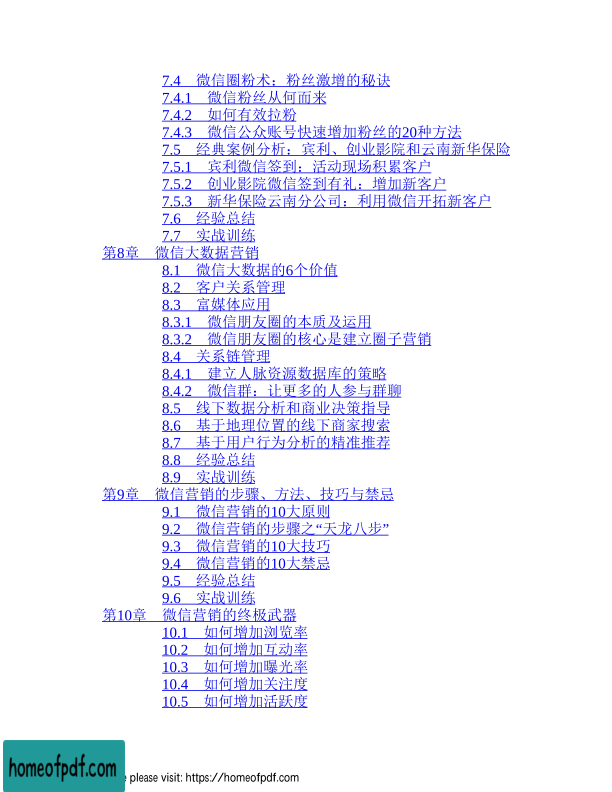 7.4　微信圈粉术：粉丝激增的秘诀
7.4.1　微信粉丝从何而来
7.4.2　如何有效拉粉
7.4.3　微信公众账号快速增加粉丝的20种方法
7.5　经典案例分析：宾利、创业影院和云南新华保险
7.5.1　宾利微信签到：活动现场积累客户
7.5.2　创业影院微信签到有礼：增加新客户
7.5.3　新华保险云南分公司：利用微信开拓新客户
7.6　经验总结
7.7　实战训练
第8章　微信大数据营销
8.1　微信大数据的6个价值
8.2　客户关系管理
8.3　富媒体应用
8.3.1　微信朋友圈的本质及运用
8.3.2　微信朋友圈的核心是建立圈子营销
8.4　关系链管理
8.4.1　建立人脉资源数据库的策略
8.4.2　微信群：让更多的人参与群聊
8.5　线下数据分析和商业决策指导
8.6　基于地理位置的线下商家搜索
8.7　基于用户行为分析的精准推荐
8.8　经验总结
8.9　实战训练
第9章　微信营销的步骤、方法、技巧与禁忌
9.1　微信营销的10大原则
9.2　微信营销的步骤之“天龙八步”
9.3　微信营销的10大技巧
9.4　微信营销的10大禁忌
9.5　经验总结
9.6　实战训练
第10章　微信营销的终极武器
10.1　如何增加浏览率
10.2　如何增加互动率
10.3　如何增加曝光率
10.4　如何增加关注度
10.5　如何增加活跃度
homeofpdf.com
please visit: https://homeofpdf.com